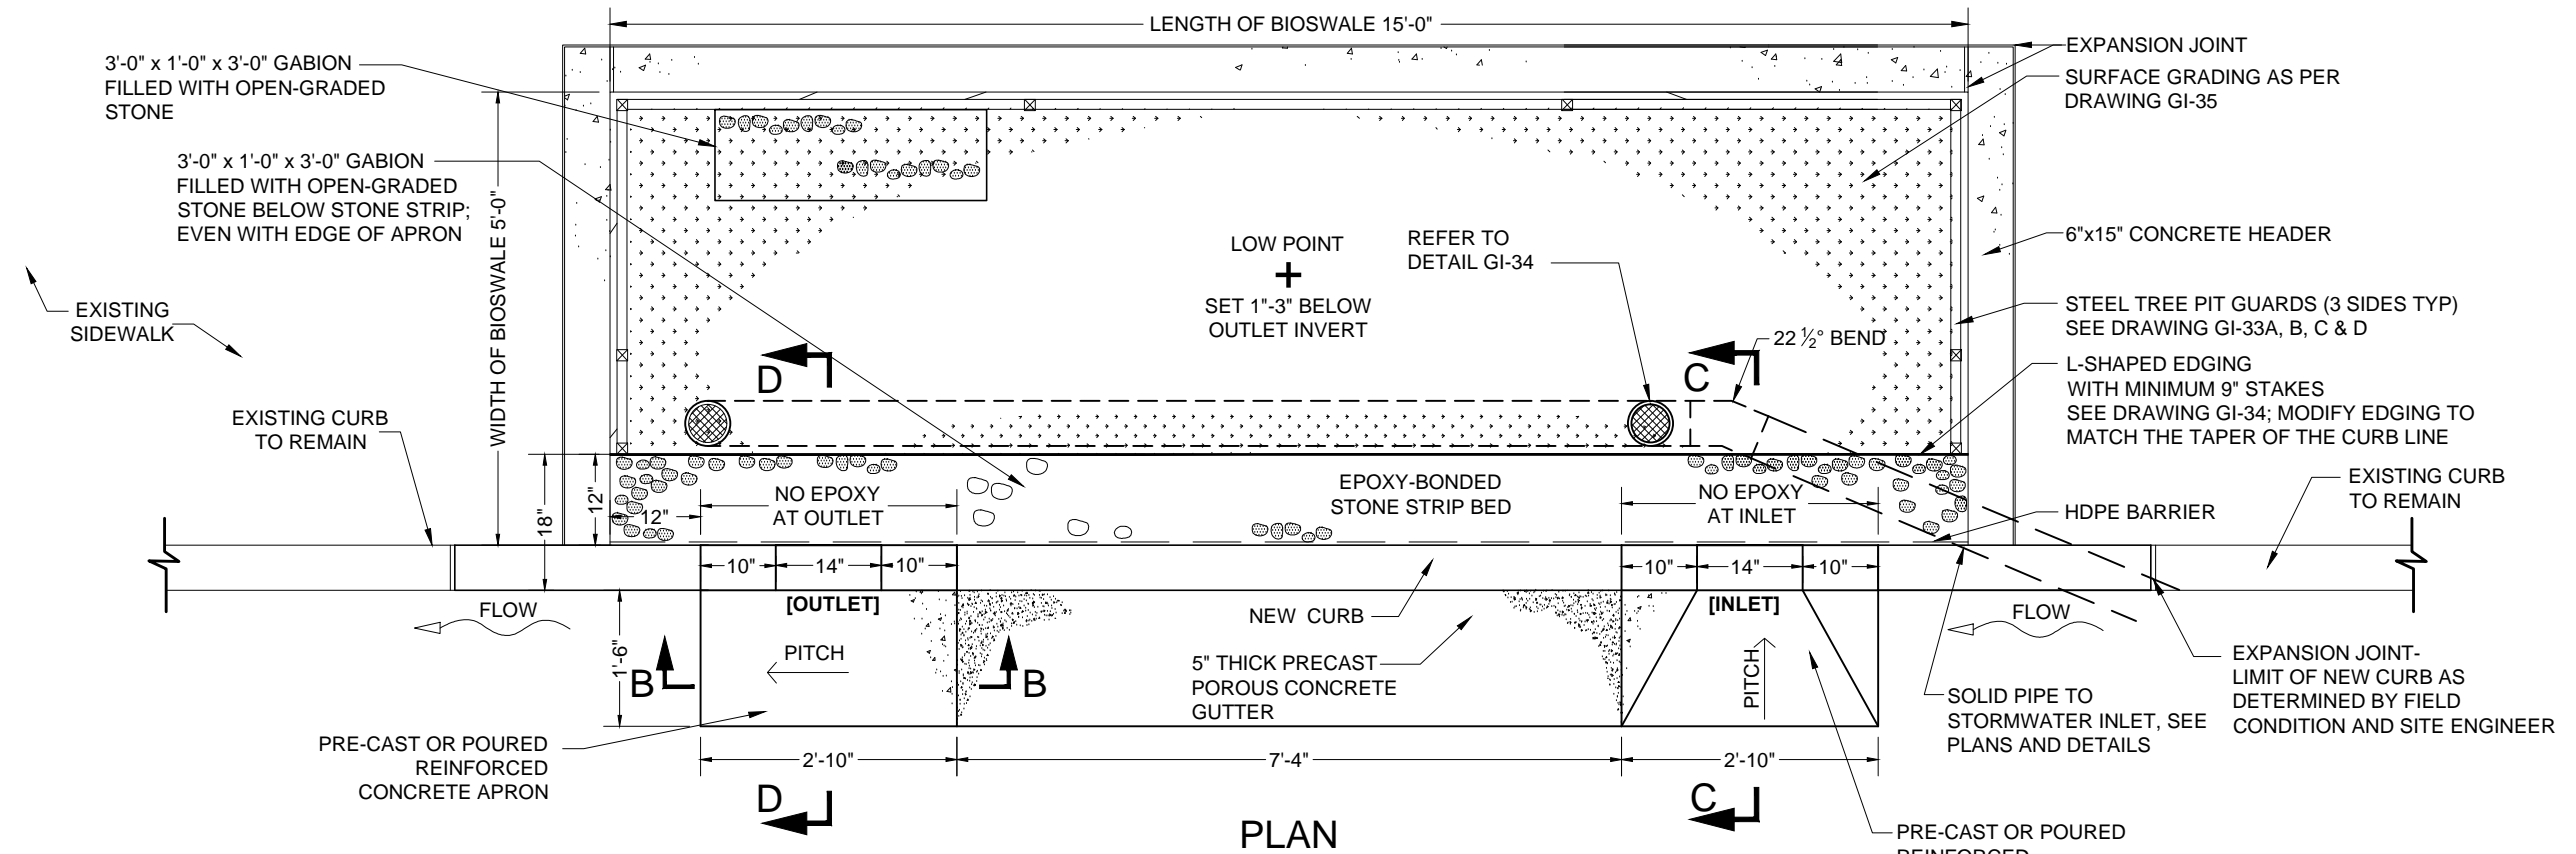 LENGTH OF BIOSWALE 15'-0"
3'-0" x 1'-0" x 3'-0" GABION
FILLED WITH OPEN-GRADED
STONE
3'-0" x 1'-0" x 3'-0" GABION
FILLED WITH OPEN-GRADED
STONE BELOW STONE STRIP;
EVEN WITH EDGE OF APRON
EXISTING
SIDEWALK
EXISTING CURB
TO REMAIN
WIDTH OF BIOSWALE 5'-0"
EXPANSION JOINT
SURFACE GRADING AS PER
DRAWING GI-35
6"x15" CONCRETE HEADER
STEEL TREE PIT GUARDS (3 SIDES TYP)
SEE DRAWING GI-33A, B, C & D
L-SHAPED EDGING
WITH MINIMUM 9" STAKES
SEE DRAWING GI-34; MODIFY EDGING TO
MATCH THE TAPER OF THE CURB LINE
EXISTING CURB
TO REMAIN
HDPE BARRIER
LOW POINT
SET 1"-3" BELOW
OUTLET INVERT
REFER TO
DETAIL GI-34
22 ½° BEND
D
C
18"
12"
12"
NO EPOXY
AT OUTLET
EPOXY-BONDED
STONE STRIP BED
NO EPOXY
AT INLET
10"
14"
10"
10"
14"
10"
[OUTLET]
[INLET]
FLOW
NEW CURB
FLOW
1'-6"
PITCH
B
B
5" THICK PRECAST
POROUS CONCRETE
GUTTER
PITCH
SOLID PIPE TO
STORMWATER INLET, SEE
PLANS AND DETAILS
EXPANSION JOINT-
LIMIT OF NEW CURB AS
DETERMINED BY FIELD
CONDITION AND SITE ENGINEER
PRE-CAST OR POURED
REINFORCED
CONCRETE APRON
2'-10"
7'-4"
2'-10"
D
C
PLAN
PRE-CAST OR POURED
REINFORCED